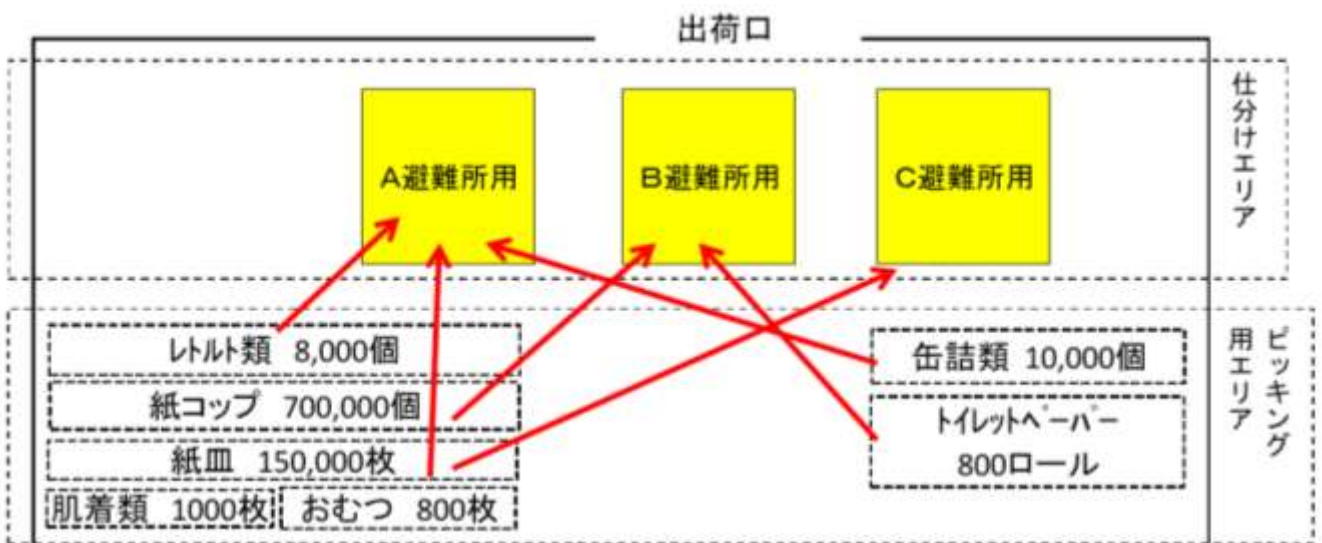 出荷口
仕分けエリア
A避難所用
B避難所用
C避難所用
レトルト類 8,000個
紙コップ 700,000個
紙皿 150,000枚
肌着類 1000枚
おむつ 800枚
缶詰類 10,000個
トイレットペーパー
800ロール
ピッキング
用エリア